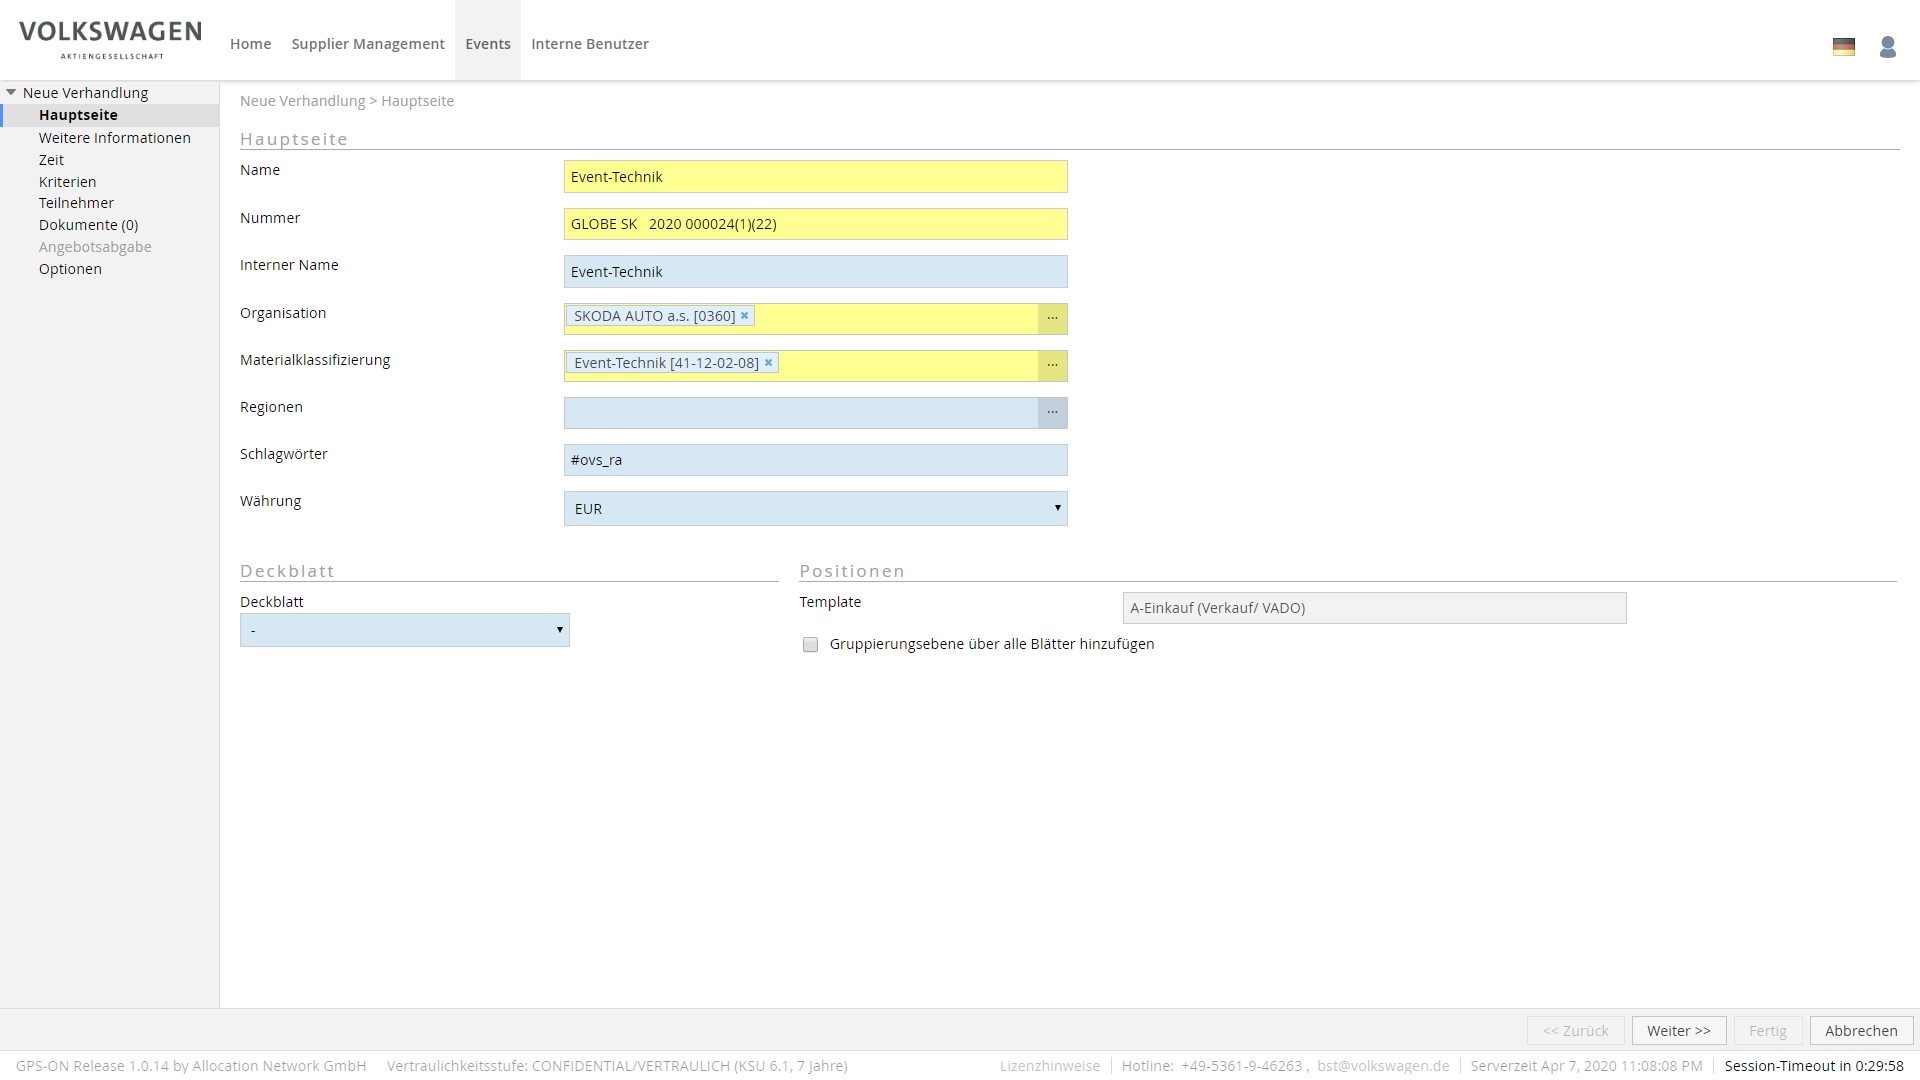 VOLKSWAGEN
AKTIENGESELLSCHAFT
Home Supplier Management Events Interne Benutzer
Neue Verhandlung
Hauptseite
Weitere Informationen
Zeit
Kriterien
Teilnehmer
Dokumente (0)
Angebotsabgabe
Optionen
Neue Verhandlung > Hauptseite
Hauptseite
Name Event-Technik
Nummer GLOBE SK   2020 000024(1)(22)
Interner Name Event-Technik
Organisation SKODA AUTO a.s. [0360] × ...
Materialklassifizierung Event-Technik [41-12-02-08] × ...
Regionen ...
Schlagwörter #ovs_ra
Währung EUR
Deckblatt
Deckblatt
-
Positionen
Template A-Einkauf (Verkauf/ VADO)
Gruppierungsebene über alle Blätter hinzufügen
<< Zurück Weiter >> Fertig Abbrechen
GPS-ON Release 1.0.14 by Allocation Network GmbH Vertraulichkeitsstufe: CONFIDENTIAL/VERTRAULICH (KSU 6.1, 7 Jahre) Lizenzhinweise Hotline: +49-5361-9-46263 , bst@volkswagen.de Serverzeit Apr 7, 2020 11:08:08 PM Session-Timeout in 0:29:58